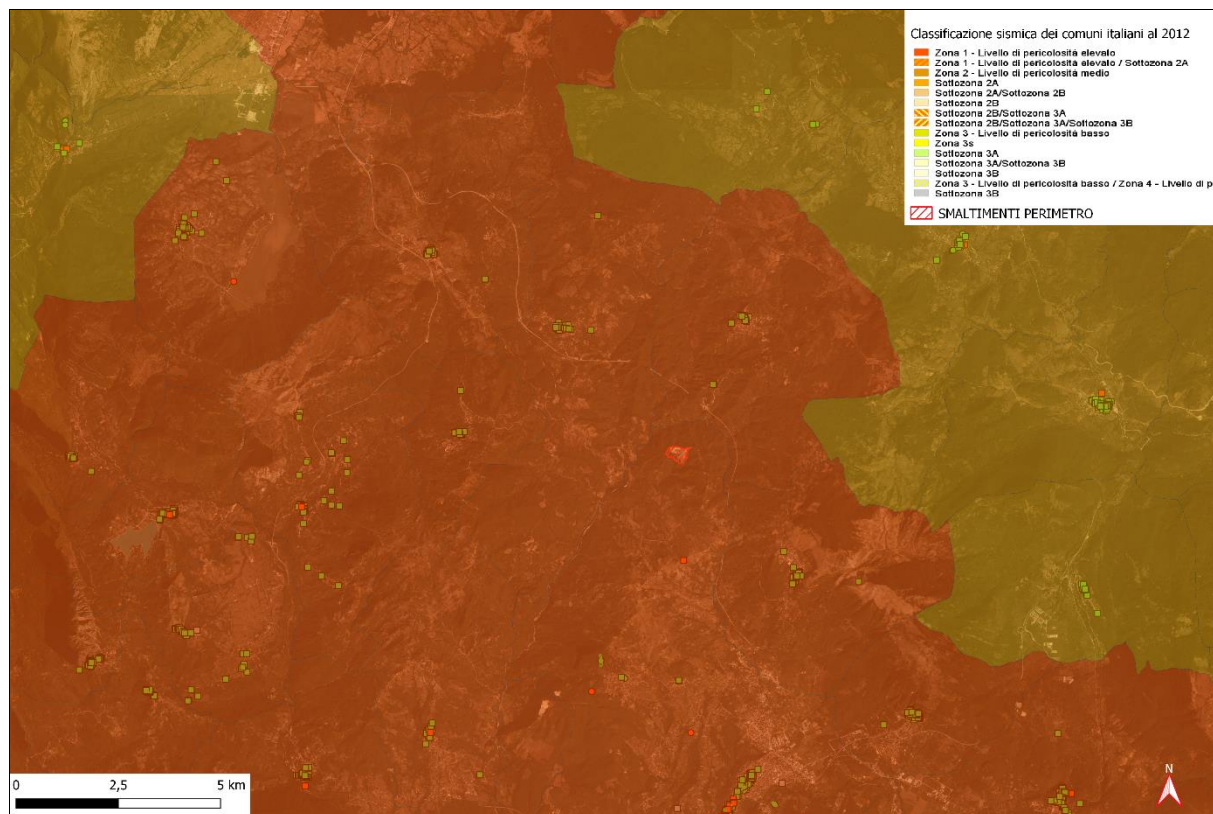 Classificazione sismica dei comuni italiani al 2012
Zona 1 - Livello di pericolosità elevato
Zona 1 - Livello di pericolosità elevato / Sottozona 2A
Zona 2 - Livello di pericolosità medio
Sottozona 2A
Sottozona 2A/Sottozona 2B
Sottozona 2B
Sottozona 2B/Sottozona 3A
Sottozona 2B/Sottozona 3A/Sottozona 3B
Zona 3 - Livello di pericolosità basso
Zona 3s
Sottozona 3A
Sottozona 3A/Sottozona 3B
Sottozona 3B
Zona 3 - Livello di pericolosità basso / Zona 4 - Livello di p
Sottozona 3B
SMALTIMENTI PERIMETRO
0 2,5 5 km
N